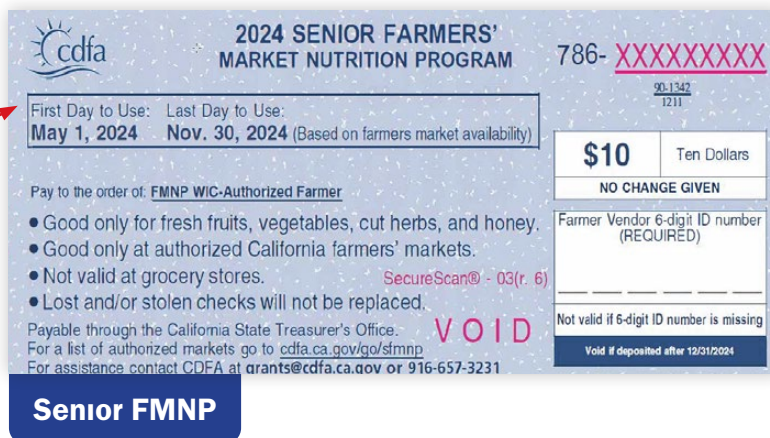 cdfa
2024 SENIOR FARMERS'
MARKET NUTRITION PROGRAM
786- XXXXXXXXX
90-1342
1211
First Day to Use: Last Day to Use:
May 1, 2024 Nov. 30, 2024 (Based on farmers market availability)
$10 Ten Dollars
NO CHANGE GIVEN
Pay to the order of: FMNP WIC-Authorized Farmer
• Good only for fresh fruits, vegetables, cut herbs, and honey.
• Good only at authorized California farmers' markets.
• Not valid at grocery stores.
SecureScan® - 03(r. 6)
• Lost and/or stolen checks will not be replaced.
Farmer Vendor 6-digit ID number
(REQUIRED)
Not valid if 6-digit ID number is missing
Void if deposited after 12/31/2024
Payable through the California State Treasurer's Office.
VOID
For a list of authorized markets go to cdfa.ca.gov/go/sfmnp
For assistance contact CDFA at grants@cdfa.ca.gov or 916-657-3231
Senior FMNP